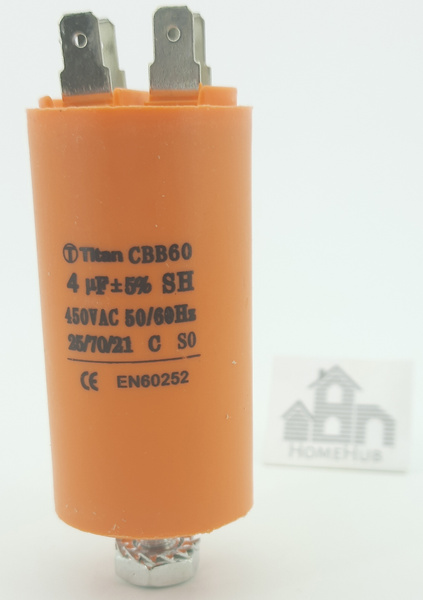 Titan CBB60
4 µF±5% SH
450VAC 50/60Hz
25/70/21 C S0
CE EN60252
HOMEHUB